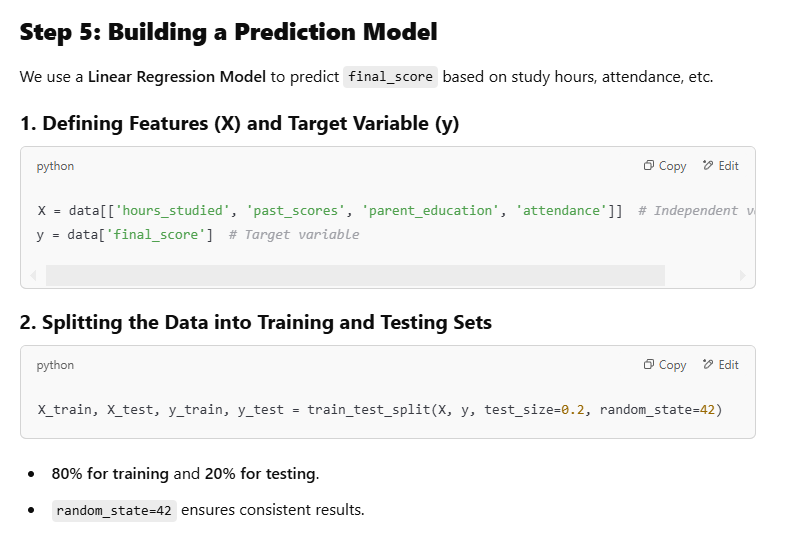 Step 5: Building a Prediction Model
We use a Linear Regression Model to predict final_score based on study hours, attendance, etc.
1. Defining Features (X) and Target Variable (y)
python Copy Edit
X = data[['hours_studied', 'past_scores', 'parent_education', 'attendance']]  # Independent
y = data['final_score']  # Target variable
2. Splitting the Data into Training and Testing Sets
python Copy Edit
X_train, X_test, y_train, y_test = train_test_split(X, y, test_size=0.2, random_state=42)
• 80% for training and 20% for testing.
• random_state=42 ensures consistent results.